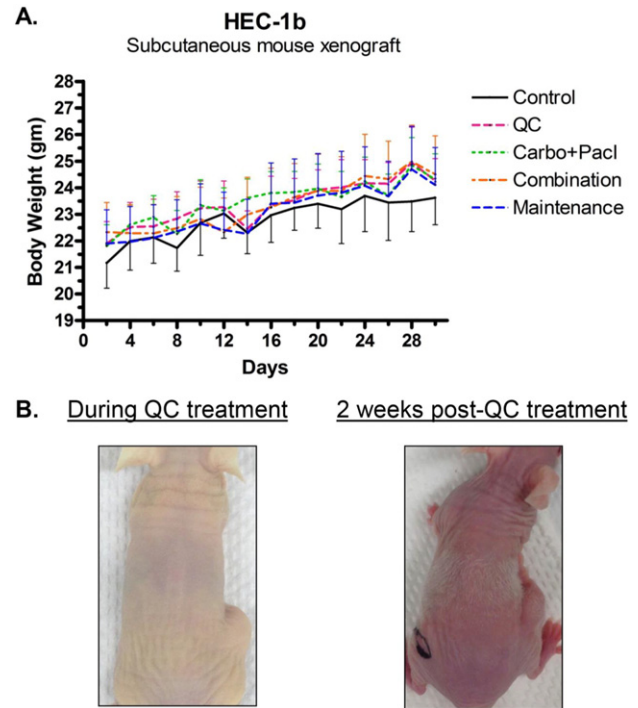 A.
HEC-1b
Subcutaneous mouse xenograft
Body Weight (gm)
28
27
26
25
24
23
22
21
20
19
0 4 8 12 16 20 24 28
Days
Control
QC
Carbo+Pacl
Combination
Maintenance
B. During QC treatment 2 weeks post-QC treatment